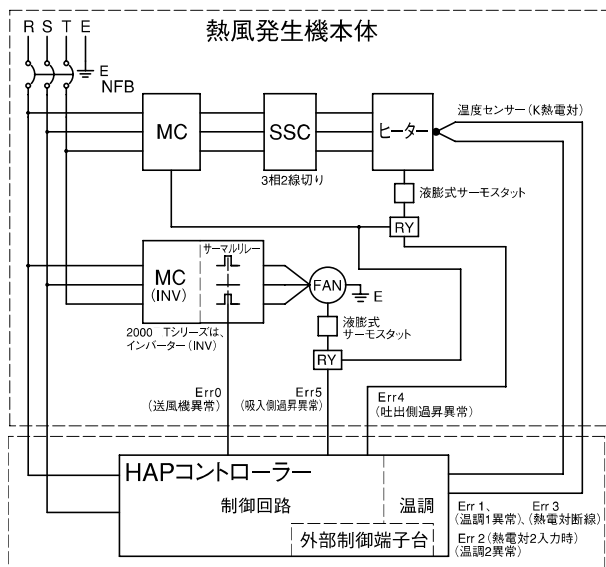 熱風発生機本体
R S T E
E
NFB
MC
SSC
ヒーター
温度センサー(K熱電対)
3相2線切り
液膨式サーモスタット
RY
サーマルリレー
MC
(INV)
FAN
E
2000 Tシリーズは、
インバーター(INV)
液膨式
サーモスタット
RY
Err0
(送風機異常)
Err5
(吸入側過昇異常)
Err4
(吐出側過昇異常)
HAPコントローラー
制御回路
温調
外部制御端子台
Err 1、 Err 3
(温調1異常)、(熱電対断線)
Err 2(熱電対2入力時)
(温調2異常)